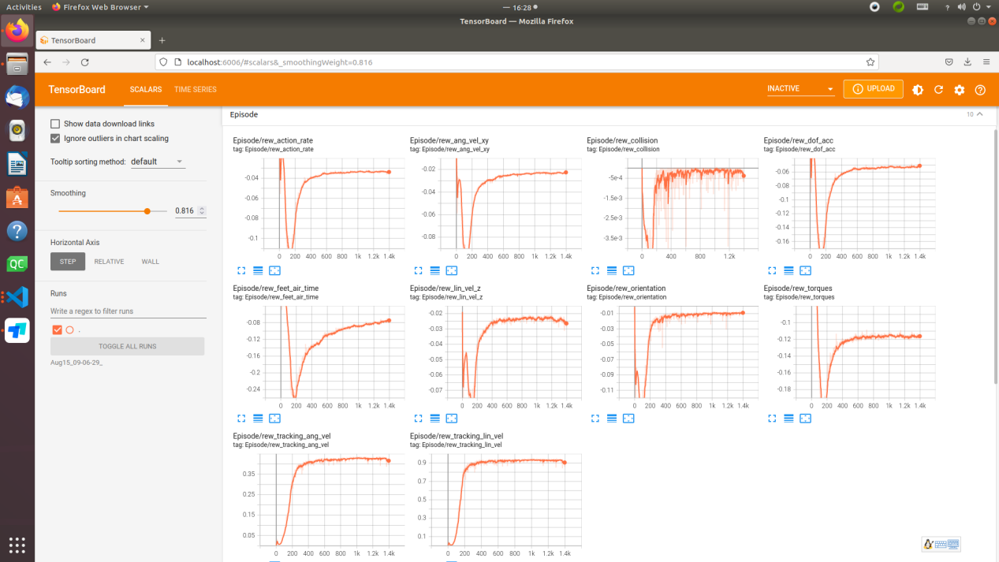 Activities Firefox Web Browser 16:28
TensorBoard — Mozilla Firefox
TensorBoard
localhost:6006/#scalars&_smoothingWeight=0.816
TensorBoard SCALARS TIME SERIES INACTIVE UPLOAD
Show data download links
Ignore outliers in chart scaling
Tooltip sorting method: default
Smoothing
0.816
Horizontal Axis
STEP RELATIVE WALL
Runs
Write a regex to filter runs
.
TOGGLE ALL RUNS
Aug15_09-06-29_
Episode 10
Episode/rew_action_rate
tag: Episode/rew_action_rate
-0.04
-0.06
-0.08
-0.1
0 200 400 600 800 1k 1.2k 1.4k
Episode/rew_ang_vel_xy
tag: Episode/rew_ang_vel_xy
-0.02
-0.04
-0.06
-0.08
0 200 400 600 800 1k 1.2k 1.4k
Episode/rew_collision
tag: Episode/rew_collision
-5e-4
-1.5e-3
-2.5e-3
-3.5e-3
0 400 800 1.2k
Episode/rew_dof_acc
tag: Episode/rew_dof_acc
-0.06
-0.08
-0.1
-0.12
-0.14
-0.16
0 200 400 600 800 1k 1.2k 1.4k
Episode/rew_feet_air_time
tag: Episode/rew_feet_air_time
-0.08
-0.12
-0.16
-0.2
-0.24
0 200 400 600 800 1k 1.2k 1.4k
Episode/rew_lin_vel_z
tag: Episode/rew_lin_vel_z
-0.02
-0.03
-0.04
-0.05
-0.06
-0.07
0 200 400 600 800 1k 1.2k 1.4k
Episode/rew_orientation
tag: Episode/rew_orientation
-0.01
-0.03
-0.05
-0.07
-0.09
-0.11
0 200 400 600 800 1k 1.2k 1.4k
Episode/rew_torques
tag: Episode/rew_torques
-0.1
-0.12
-0.14
-0.16
-0.18
0 200 400 600 800 1k 1.2k 1.4k
Episode/rew_tracking_ang_vel
tag: Episode/rew_tracking_ang_vel
0.35
0.25
0.15
0.05
0 200 400 600 800 1k 1.2k 1.4k
Episode/rew_tracking_lin_vel
tag: Episode/rew_tracking_lin_vel
0.9
0.7
0.5
0.3
0.1
0 200 400 600 800 1k 1.2k 1.4k
QC